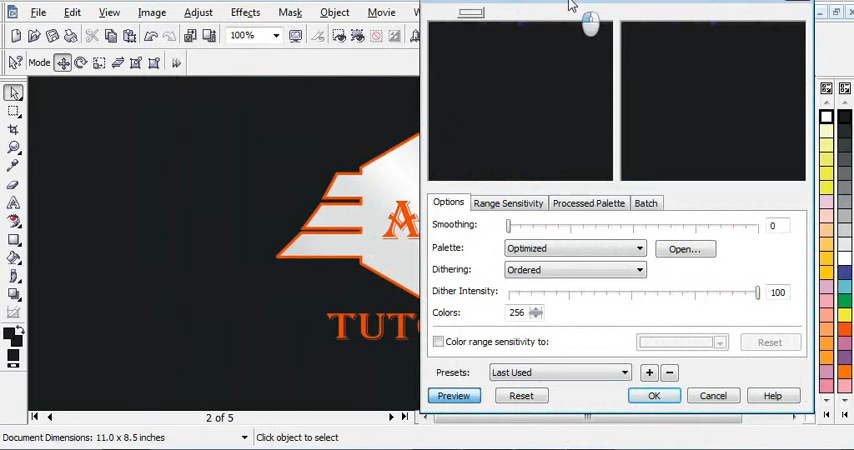 File Edit View Image Adjust Effects Mask Object Movie
100%
Mode
A
TUTO
Options Range Sensitivity Processed Palette Batch
Smoothing: 0
Palette: Optimized Open...
Dithering: Ordered
Dither Intensity: 100
Colors: 256
Color range sensitivity to: Reset
Presets: Last Used
Preview Reset OK Cancel Help
2 of 5
Document Dimensions: 11.0 x 8.5 inches Click object to select